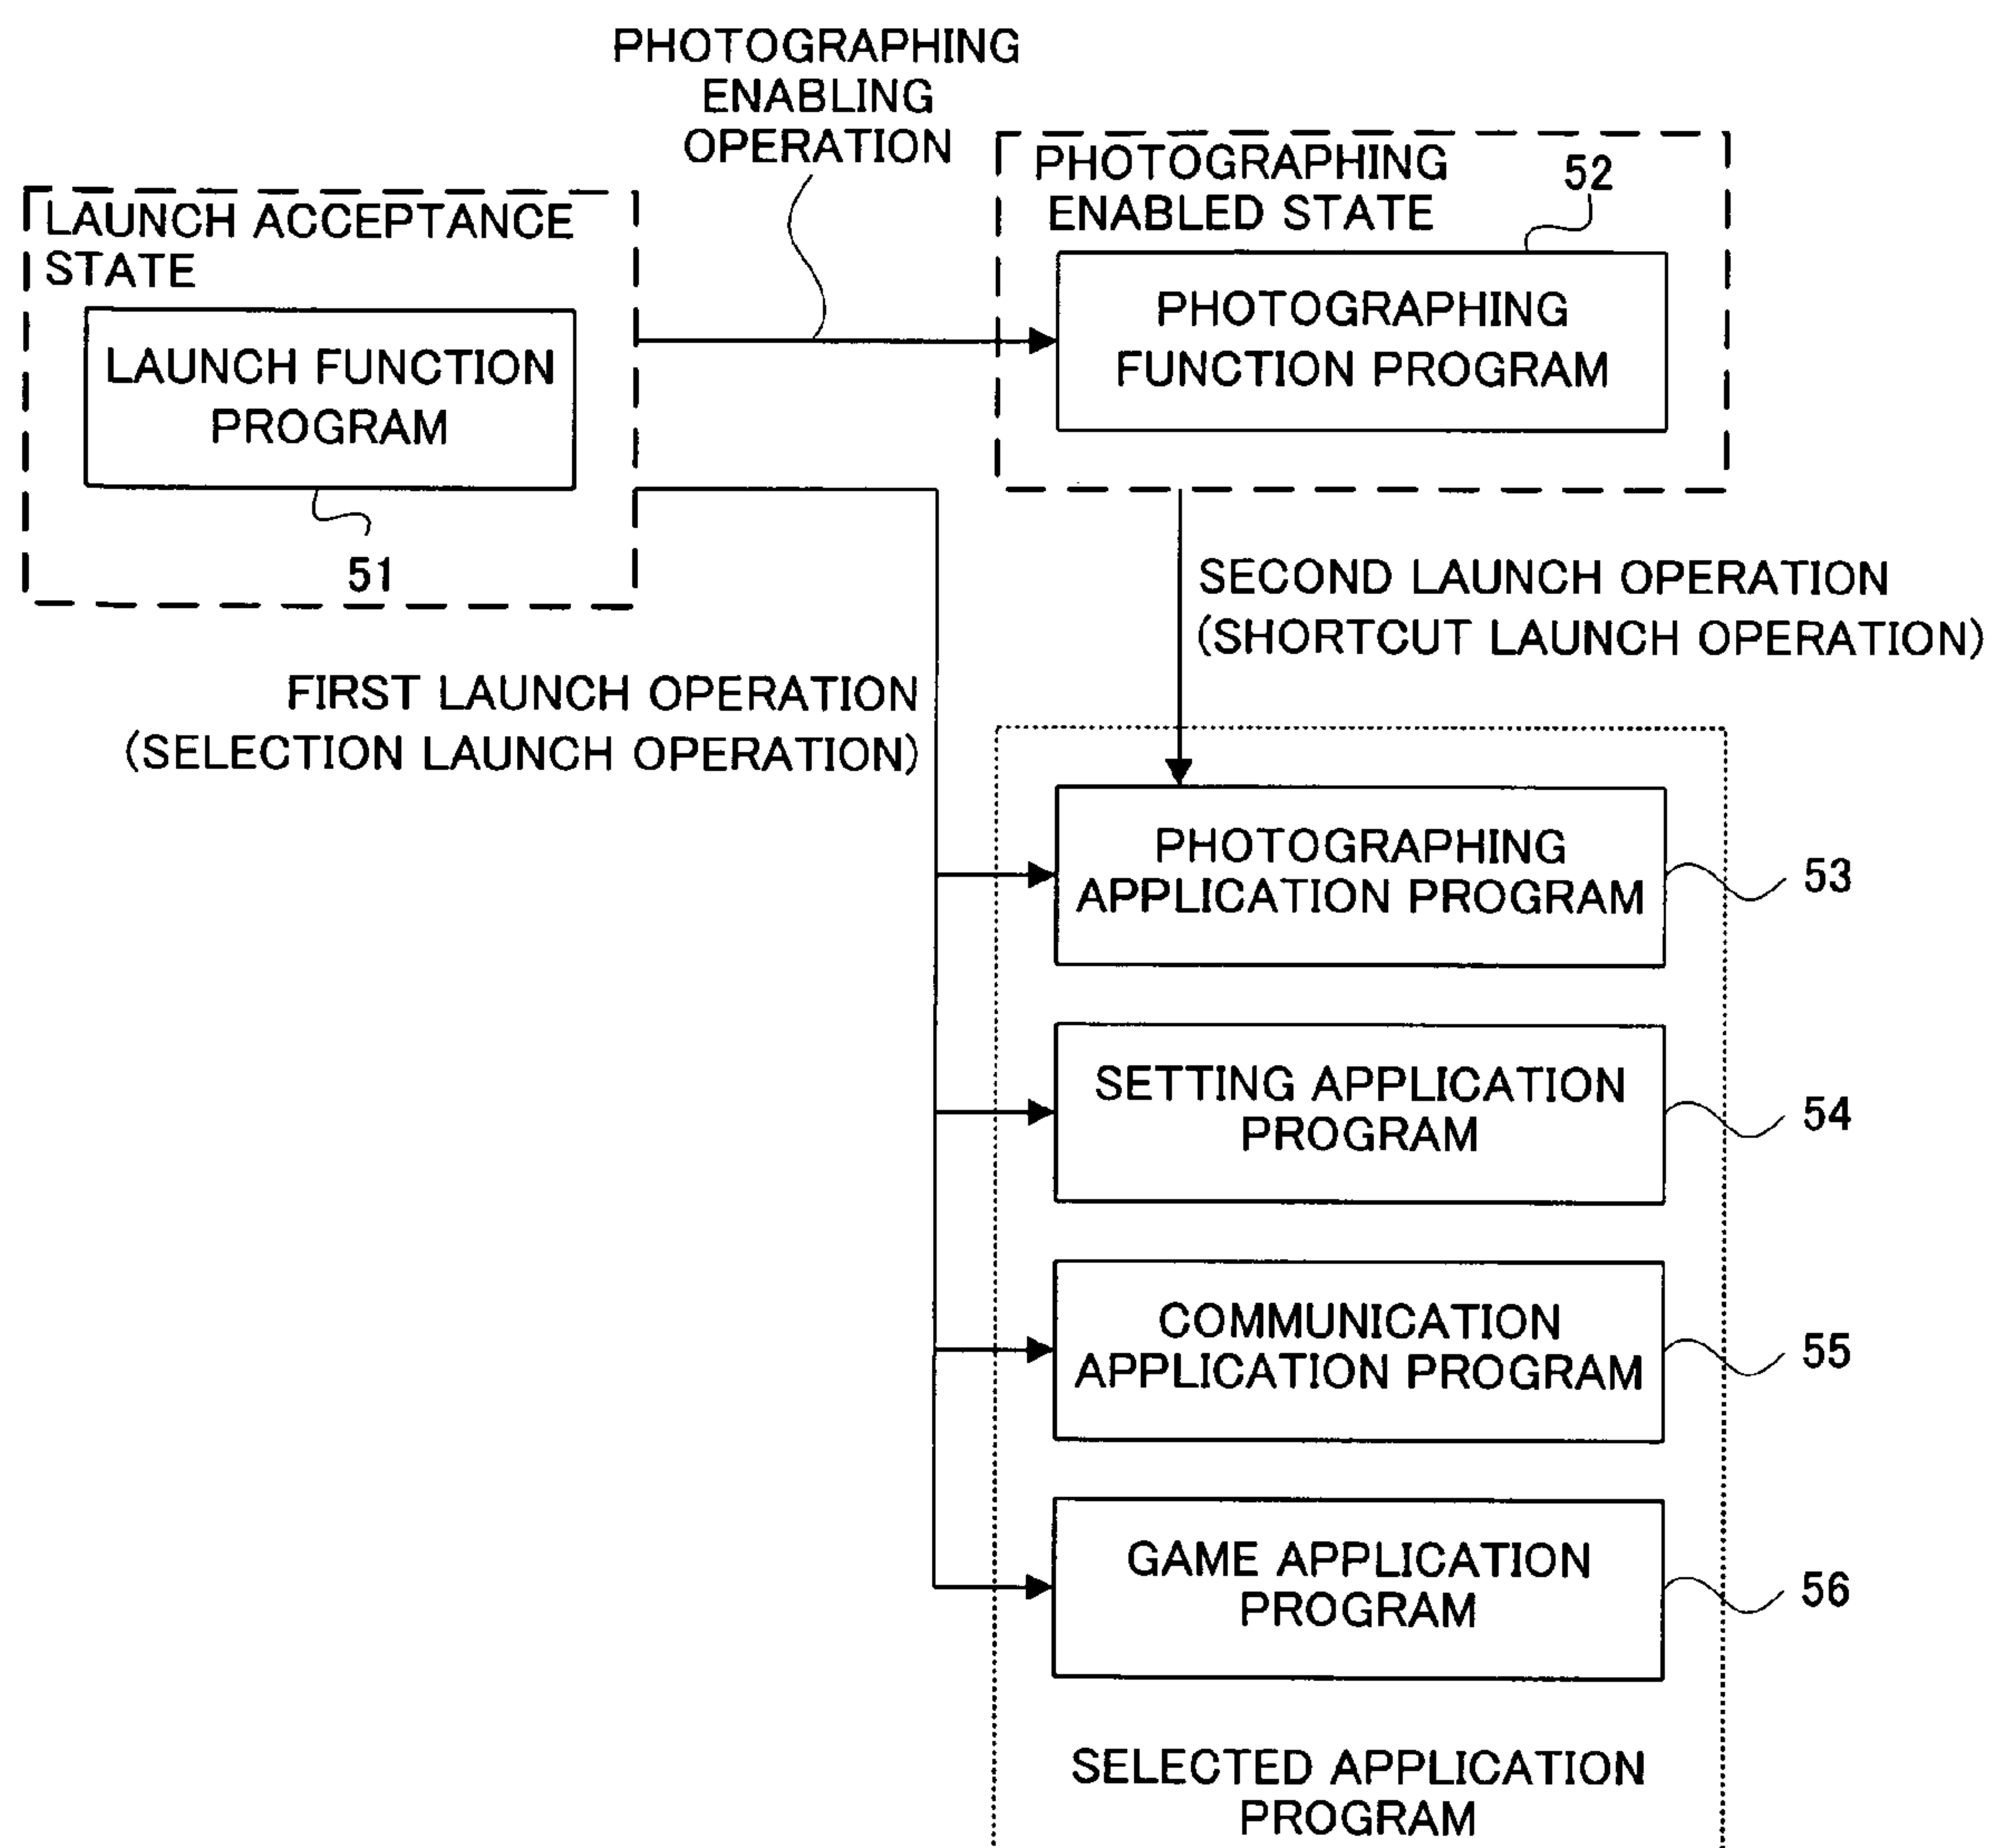 PHOTOGRAPHING
ENABLING
OPERATION
LAUNCH ACCEPTANCE
STATE
LAUNCH FUNCTION
PROGRAM
51
PHOTOGRAPHING
ENABLED STATE
52
PHOTOGRAPHING
FUNCTION PROGRAM
SECOND LAUNCH OPERATION
(SHORTCUT LAUNCH OPERATION)
FIRST LAUNCH OPERATION
(SELECTION LAUNCH OPERATION)
PHOTOGRAPHING
APPLICATION PROGRAM
53
SETTING APPLICATION
PROGRAM
54
COMMUNICATION
APPLICATION PROGRAM
55
GAME APPLICATION
PROGRAM
56
SELECTED APPLICATION
PROGRAM